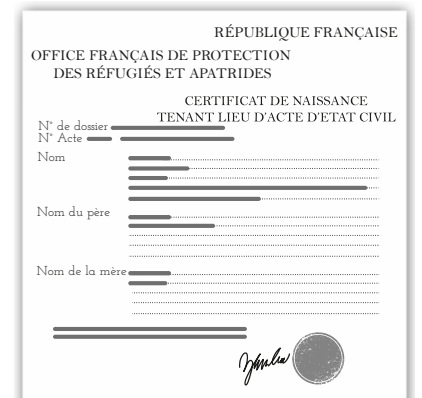 RÉPUBLIQUE FRANÇAISE
OFFICE FRANÇAIS DE PROTECTION
DES RÉFUGIÉS ET APATRIDES
CERTIFICAT DE NAISSANCE
TENANT LIEU D'ACTE D'ETAT CIVIL
N° de dossier
N° Acte
Nom
Nom du père
Nom de la mère